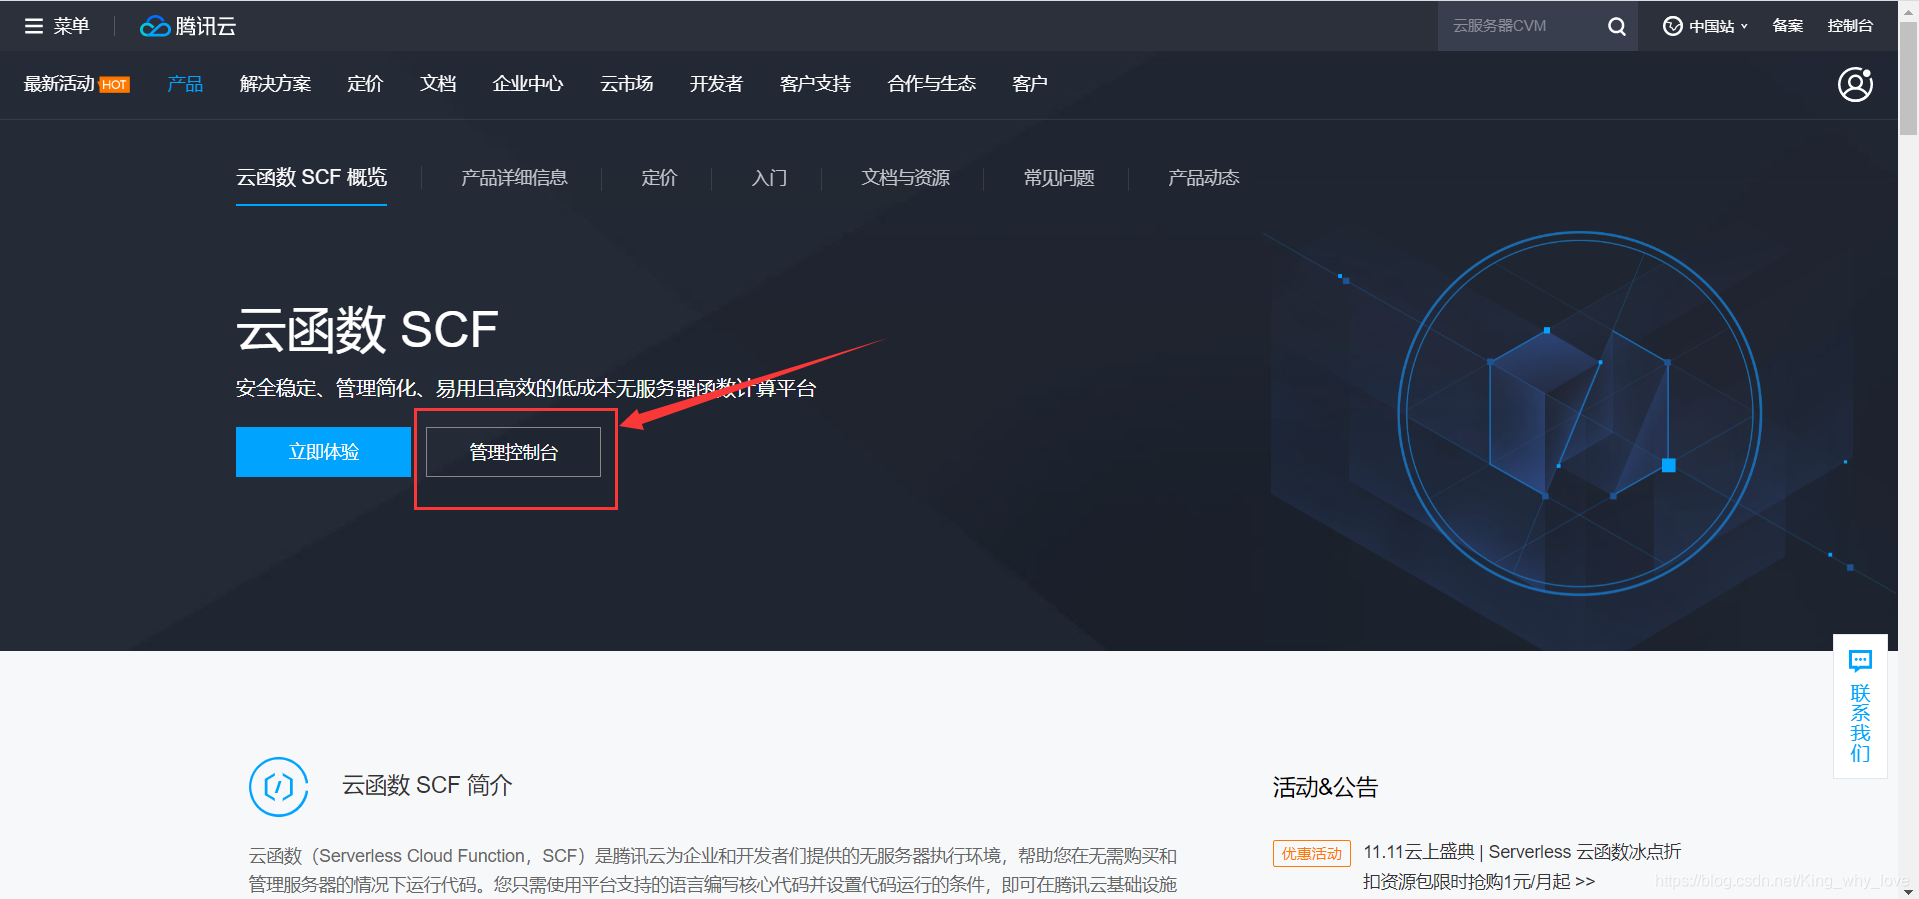 菜单
腾讯云
云服务器CVM
中国站
备案
控制台
最新活动 HOT
产品
解决方案
定价
文档
企业中心
云市场
开发者
客户支持
合作与生态
客户
云函数 SCF 概览
产品详细信息
定价
入门
文档与资源
常见问题
产品动态
云函数 SCF
安全稳定、管理简化、易用且高效的低成本无服务器函数计算平台
立即体验
管理控制台
联系我们
云函数 SCF 简介
云函数（Serverless Cloud Function，SCF）是腾讯云为企业和开发者们提供的无服务器执行环境，帮助您在无需购买和
管理服务器的情况下运行代码。您只需使用平台支持的语言编写核心代码并设置代码运行的条件，即可在腾讯云基础设施
活动&公告
优惠活动
11.11云上盛典 | Serverless 云函数冰点折
扣资源包限时抢购1元/月起 >>
https://blog.csdn.net/King_why_love